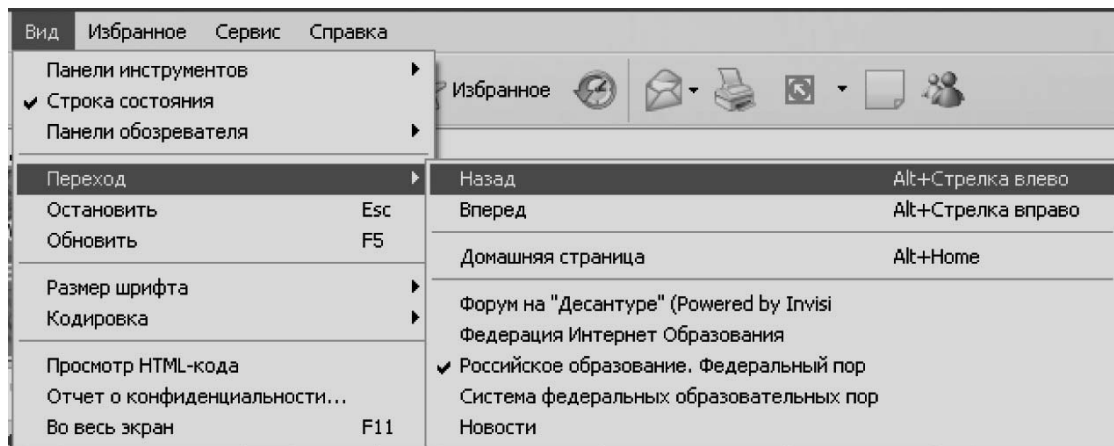 Вид Избранное Сервис Справка
Панели инструментов
Строка состояния
Панели обозревателя
Избранное
Переход
Остановить Esc
Обновить F5
Размер шрифта
Кодировка
Просмотр HTML-кода
Отчет о конфиденциальности...
Во весь экран F11
Назад Alt+Стрелка влево
Вперед Alt+Стрелка вправо
Домашняя страница Alt+Home
Форум на "Десантуре" (Powered by Invisi
Федерация Интернет Образования
Российское образование. Федеральный пор
Система федеральных образовательных пор
Новости